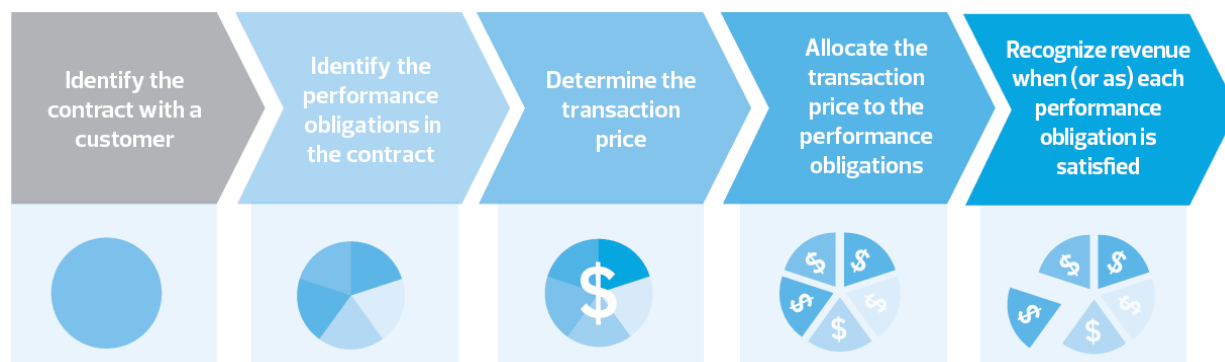 Identify the
contract with a
customer
Identify the
performance
obligations in
the contract
Determine the
transaction
price
Allocate the
transaction
price to the
performance
obligations
Recognize revenue
when (or as) each
performance
obligation is
satisfied
$
$
$
$
$
$
$
$
$
$
$